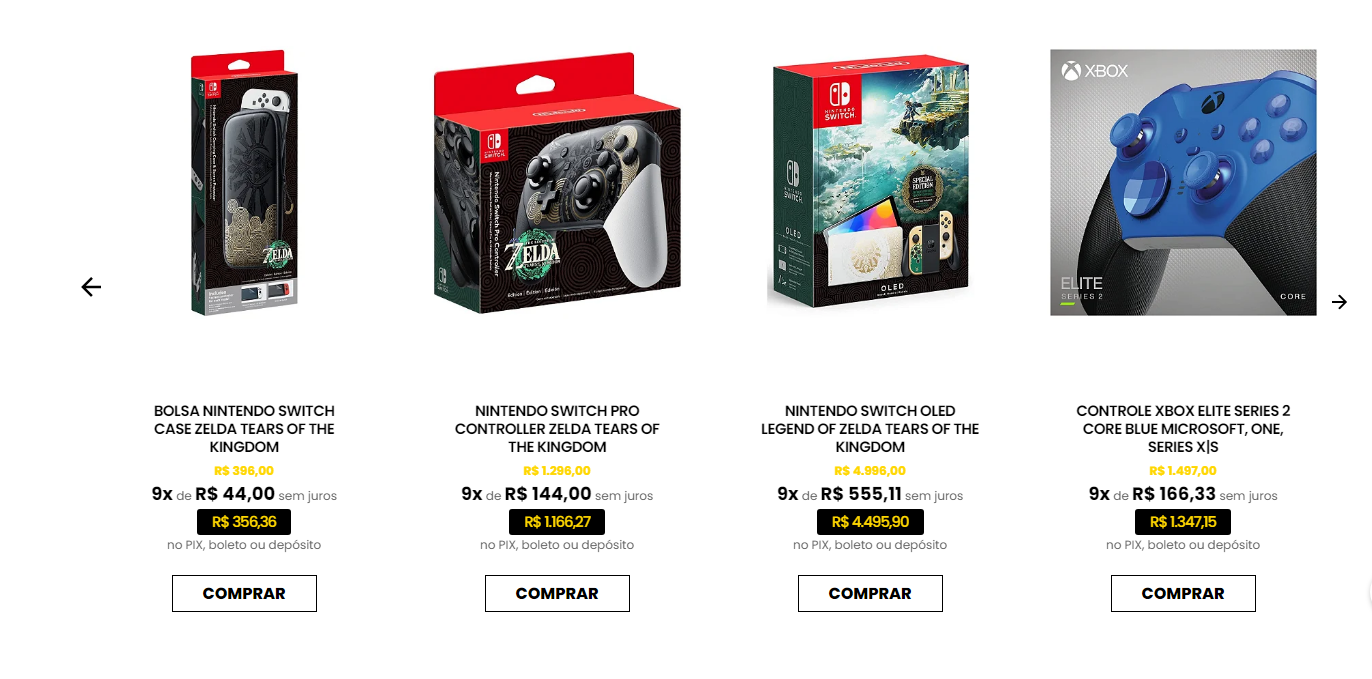 NINTENDO
SWITCH
Nintendo Switch Pro Controller
ZELDA
Edition | Edition | Edición
NINTENDO
SWITCH.
SPECIAL
EDITION
OLED
OLED
ZELDA
XBOX
ELITE
SERIES 2
CORE
BOLSA NINTENDO SWITCH
CASE ZELDA TEARS OF THE
KINGDOM
R$ 396,00
9x de R$ 44,00 sem juros
R$ 356,36
no PIX, boleto ou depósito
COMPRAR
NINTENDO SWITCH PRO
CONTROLLER ZELDA TEARS OF
THE KINGDOM
R$ 1.296,00
9x de R$ 144,00 sem juros
R$ 1.166,27
no PIX, boleto ou depósito
COMPRAR
NINTENDO SWITCH OLED
LEGEND OF ZELDA TEARS OF THE
KINGDOM
R$ 4.996,00
9x de R$ 555,11 sem juros
R$ 4.495,90
no PIX, boleto ou depósito
COMPRAR
CONTROLE XBOX ELITE SERIES 2
CORE BLUE MICROSOFT, ONE,
SERIES X|S
R$ 1.497,00
9x de R$ 166,33 sem juros
R$ 1.347,15
no PIX, boleto ou depósito
COMPRAR